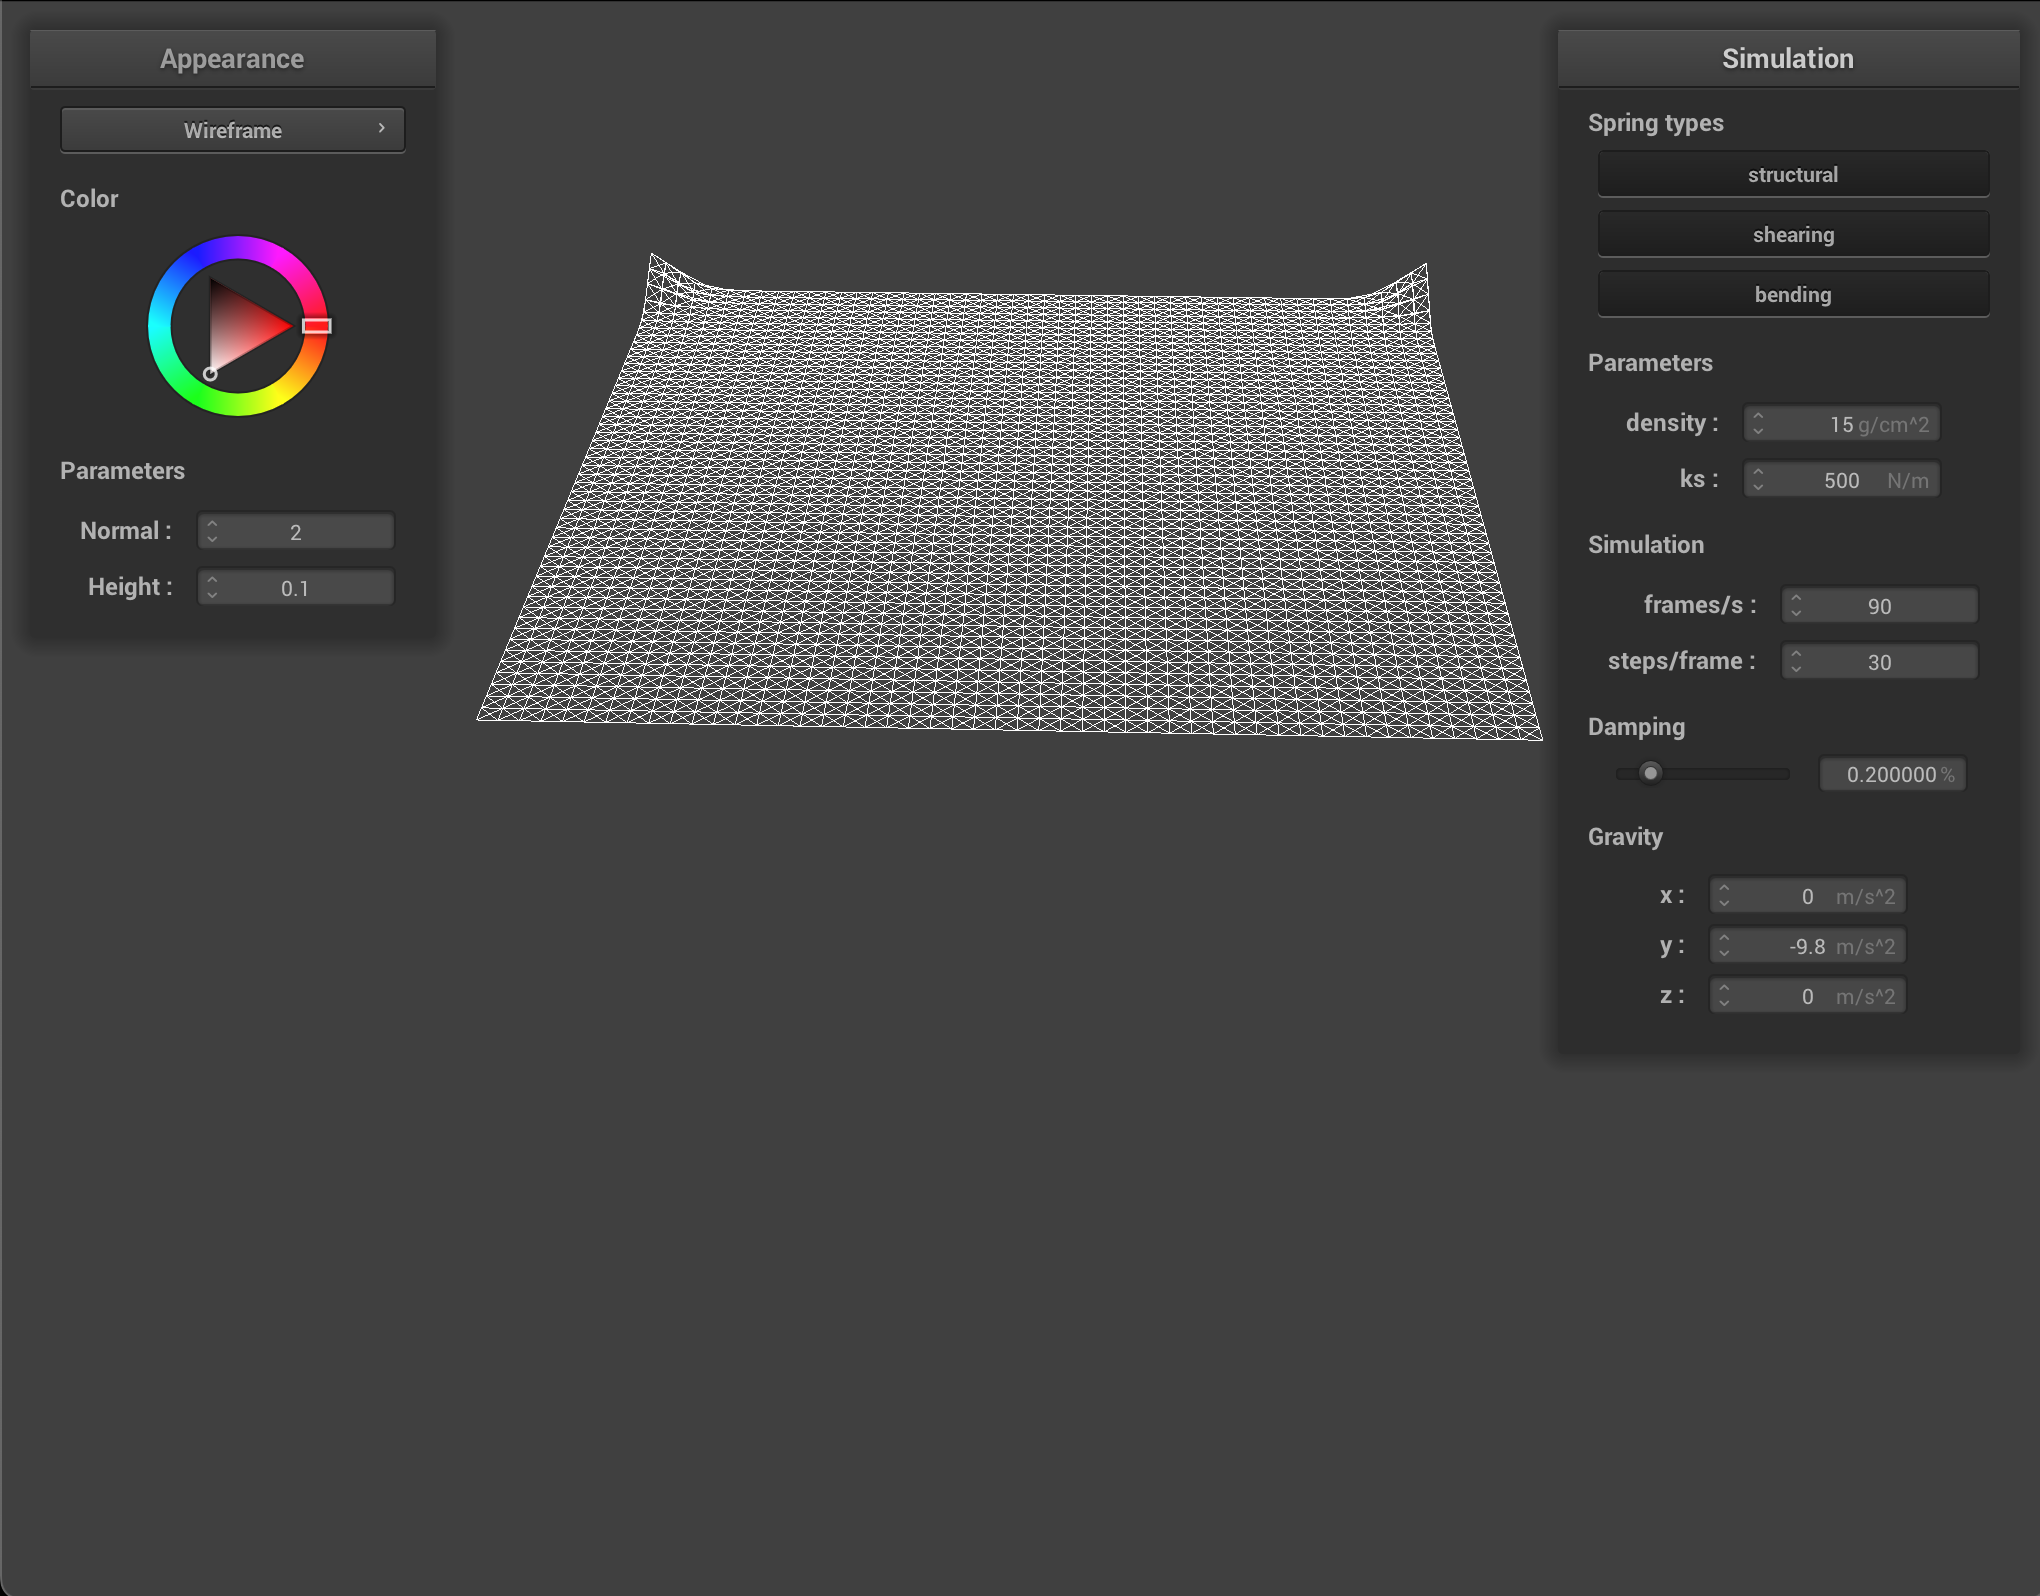 Appearance
Wireframe
Color
Parameters
Normal : 2
Height : 0.1
Simulation
Spring types
structural
shearing
bending
Parameters
density : 15 g/cm^2
ks : 500 N/m
Simulation
frames/s : 90
steps/frame : 30
Damping
0.200000 %
Gravity
x : 0 m/s^2
y : -9.8 m/s^2
z : 0 m/s^2